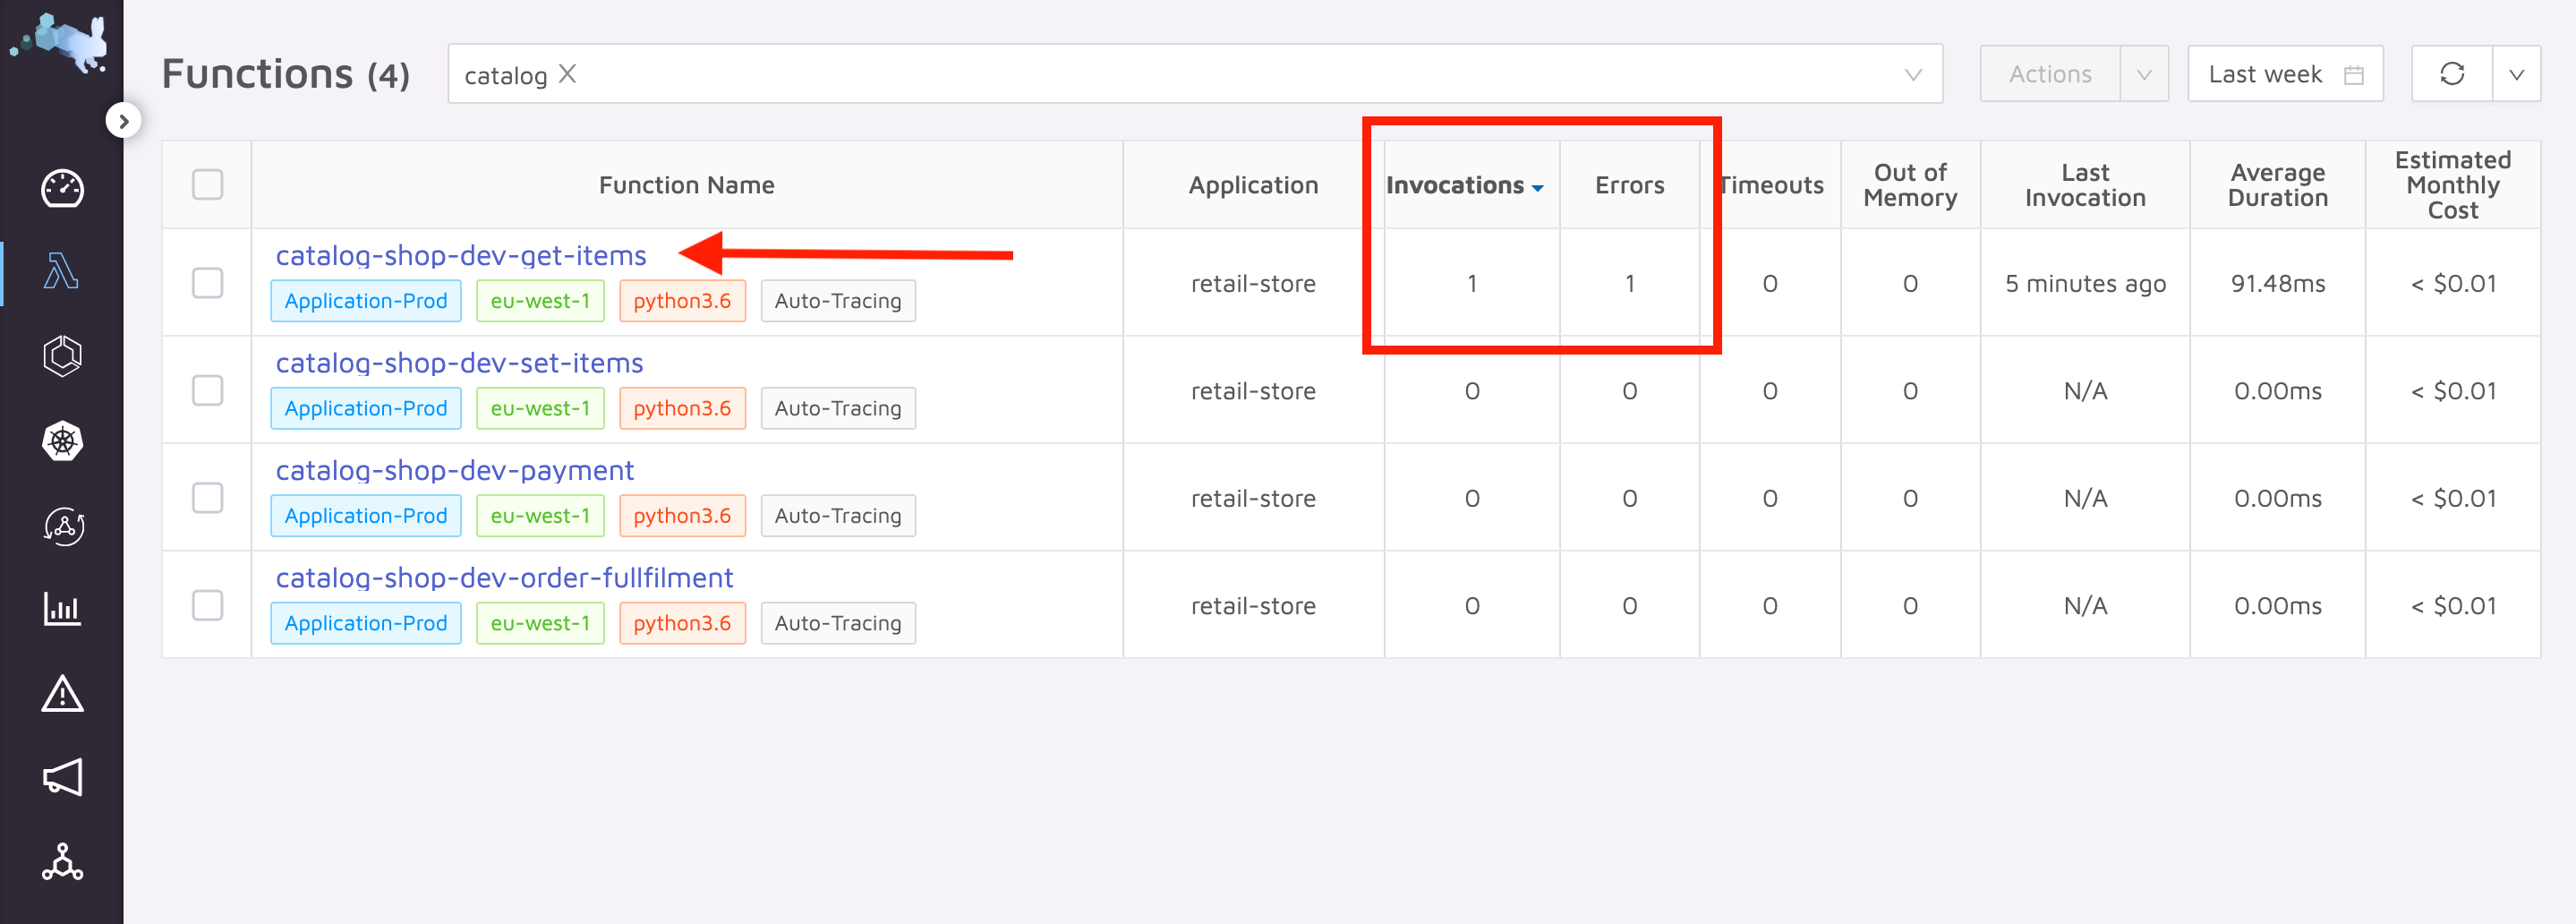 Functions (4)
catalog X
Actions
Last week
Function Name
Application
Invocations
Errors
Timeouts
Out of
Memory
Last
Invocation
Average
Duration
Estimated
Monthly
Cost
catalog-shop-dev-get-items
Application-Prod eu-west-1 python3.6 Auto-Tracing
retail-store 1 1 0 0 5 minutes ago 91.48ms < $0.01
catalog-shop-dev-set-items
Application-Prod eu-west-1 python3.6 Auto-Tracing
retail-store 0 0 0 0 N/A 0.00ms < $0.01
catalog-shop-dev-payment
Application-Prod eu-west-1 python3.6 Auto-Tracing
retail-store 0 0 0 0 N/A 0.00ms < $0.01
catalog-shop-dev-order-fullfilment
Application-Prod eu-west-1 python3.6 Auto-Tracing
retail-store 0 0 0 0 N/A 0.00ms < $0.01